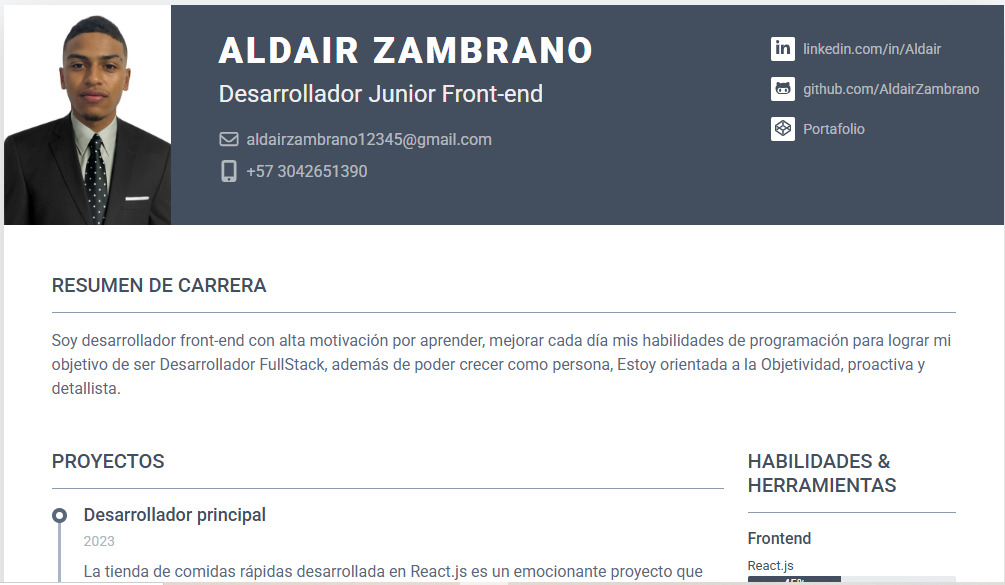 ALDAIR ZAMBRANO
Desarrollador Junior Front-end
aldairzambrano12345@gmail.com
+57 3042651390
linkedin.com/in/Aldair
github.com/AldairZambrano
Portafolio
RESUMEN DE CARRERA
Soy desarrollador front-end con alta motivación por aprender, mejorar cada día mis habilidades de programación para lograr mi
objetivo de ser Desarrollador FullStack, además de poder crecer como persona, Estoy orientada a la Objetividad, proactiva y
detallista.
PROYECTOS
Desarrollador principal
2023
La tienda de comidas rápidas desarrollada en React.js es un emocionante proyecto que
HABILIDADES &
HERRAMIENTAS
Frontend
React.js